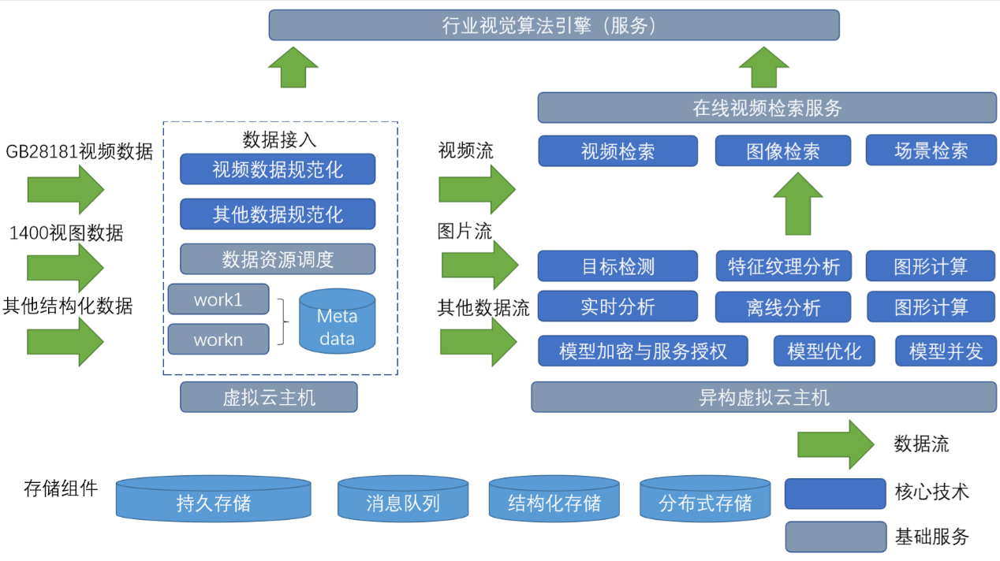 行业视觉算法引擎（服务）
在线视频检索服务
GB28181视频数据
1400视图数据
其他结构化数据
数据接入
视频数据规范化
其他数据规范化
数据资源调度
work1
workn
Meta
data
虚拟云主机
视频流
图片流
其他数据流
视频检索
图像检索
场景检索
目标检测
特征纹理分析
图形计算
实时分析
离线分析
图形计算
模型加密与服务授权
模型优化
模型并发
异构虚拟云主机
数据流
存储组件
持久存储
消息队列
结构化存储
分布式存储
核心技术
基础服务